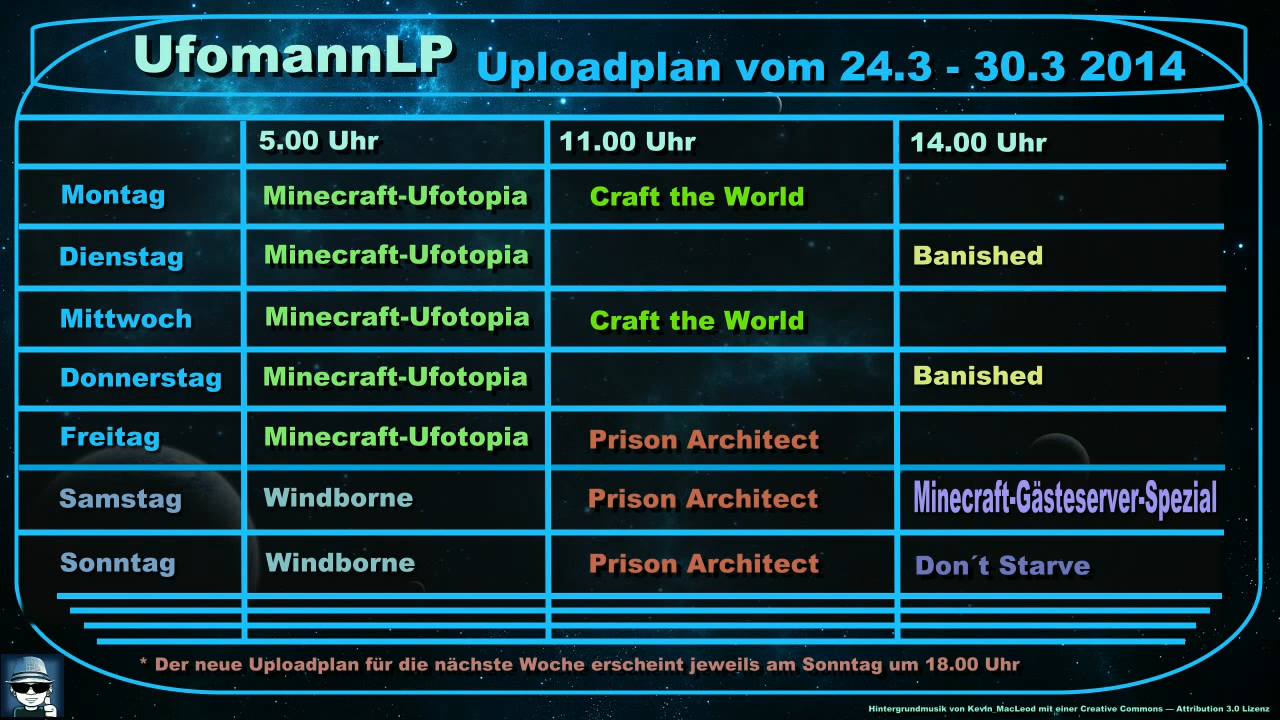 UfomannLP Uploadplan vom 24.3 - 30.3 2014
5.00 Uhr 11.00 Uhr 14.00 Uhr
Montag Minecraft-Ufotopia Craft the World
Dienstag Minecraft-Ufotopia Banished
Mittwoch Minecraft-Ufotopia Craft the World
Donnerstag Minecraft-Ufotopia Banished
Freitag Minecraft-Ufotopia Prison Architect
Samstag Windborne Prison Architect Minecraft-Gästeserver-Spezial
Sonntag Windborne Prison Architect Don´t Starve
* Der neue Uploadplan für die nächste Woche erscheint jeweils am Sonntag um 18.00 Uhr
Hintergrundmusik von Kevin_MacLeod mit einer Creative Commons — Attribution 3.0 Lizenz